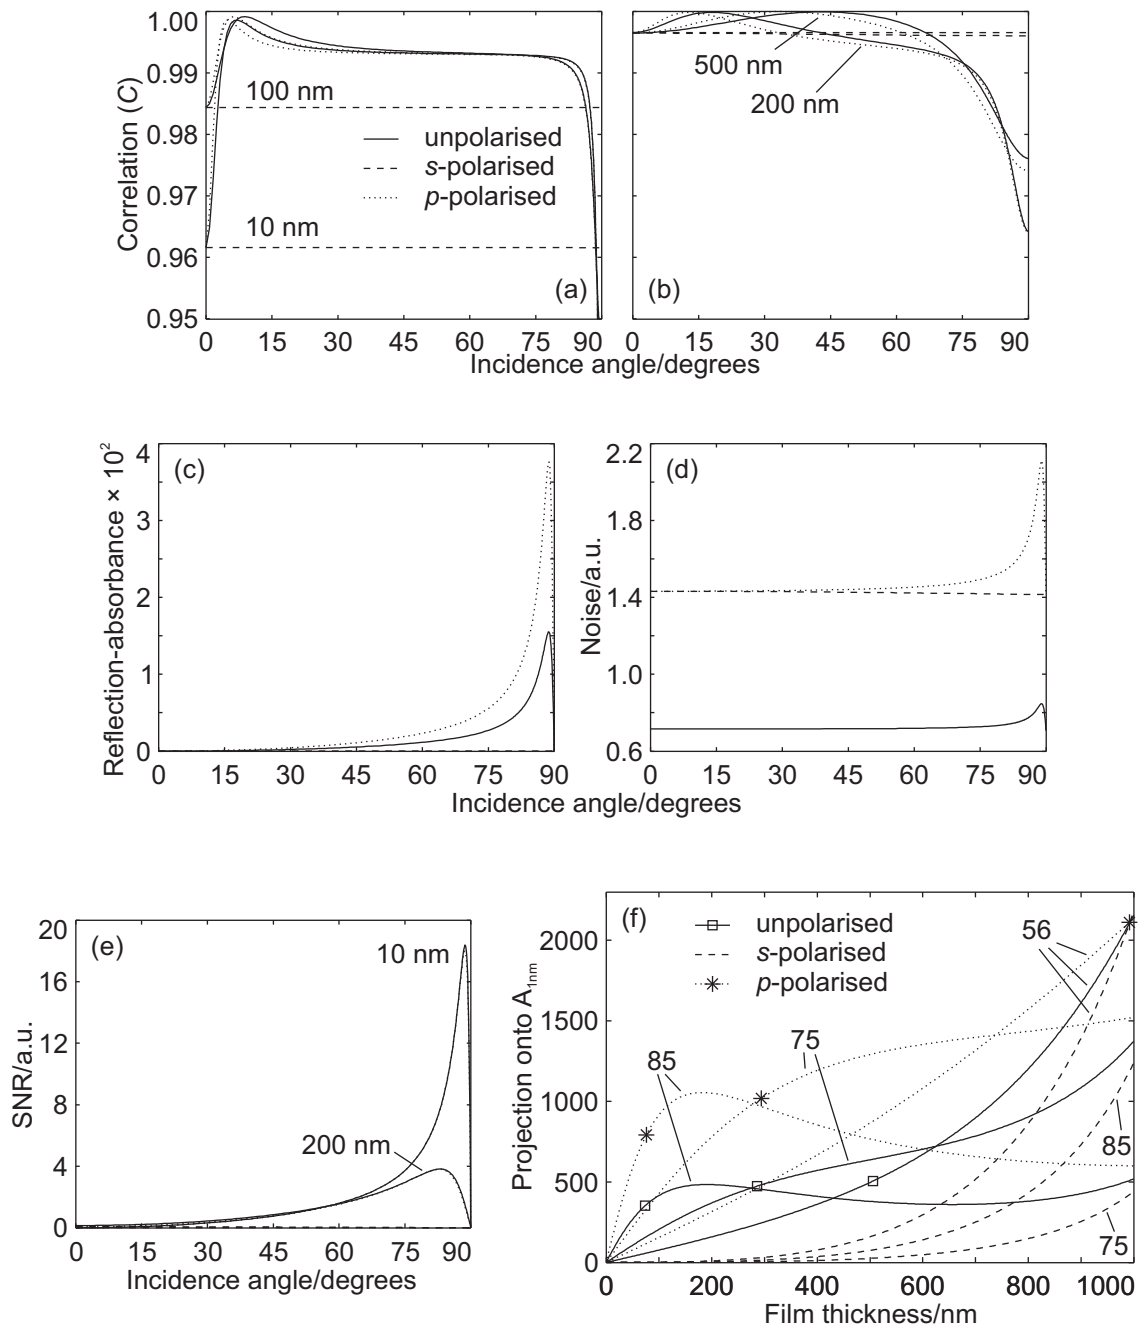 1.00
0.99
0.98
0.97
0.96
0.95
Correlation (C)
100 nm
unpolarised
s-polarised
p-polarised
10 nm
(a)
0 15 30 45 60 75 90
500 nm
200 nm
(b)
0 15 30 45 60 75 90
Incidence angle/degrees
4
3
2
1
0
Reflection-absorbance × 10²
(c)
0 15 30 45 60 75 90
2.2
1.8
1.4
1.0
0.6
Noise/a.u.
(d)
0 15 30 45 60 75 90
Incidence angle/degrees
20
16
12
8
4
0
SNR/a.u.
(e)
10 nm
200 nm
0 15 30 45 60 75 90
Incidence angle/degrees
2000
1500
1000
500
0
Projection onto A1nm
(f)
unpolarised
s-polarised
p-polarised
56
75
85
85
75
0 200 400 600 800 1000
Film thickness/nm